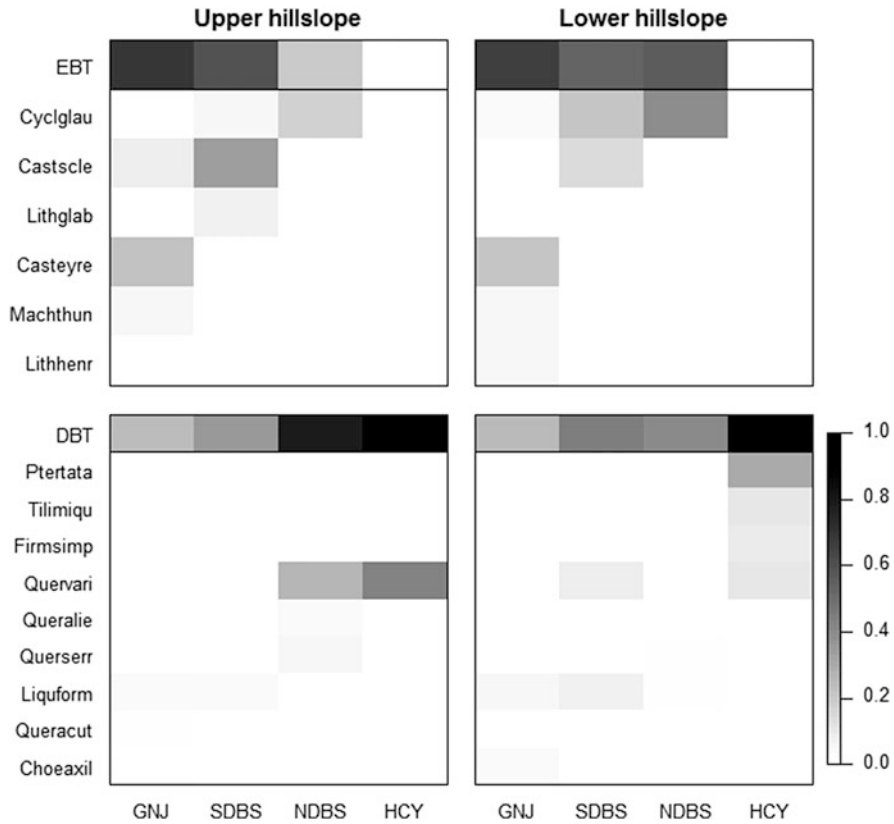 Upper hillslope Lower hillslope
EBT
Cyclglau
Castscle
Lithglab
Casteyre
Machthun
Lithhenr
DBT
Ptertata
Tilimiqu
Firmsimp
Quervari
Queralie
Querserr
Liquform
Queracut
Choeaxil
1.0
0.8
0.6
0.4
0.2
0.0
GNJ SDBS NDBS HCY GNJ SDBS NDBS HCY